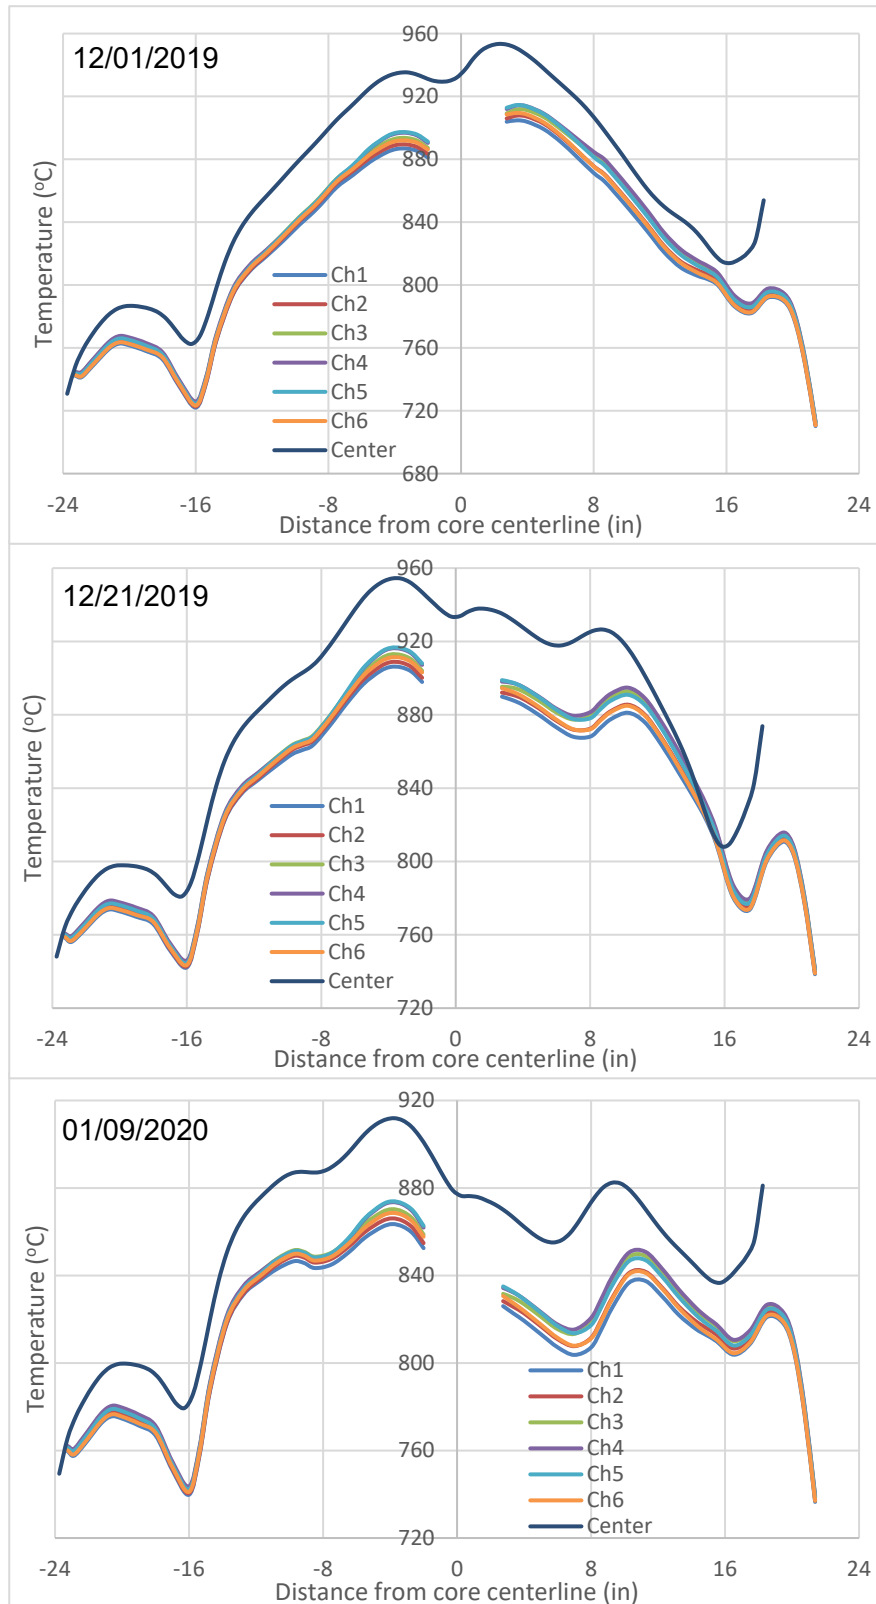 12/01/2019
960
920
880
840
800
760
720
680
Temperature (oC)
Ch1
Ch2
Ch3
Ch4
Ch5
Ch6
Center
-24 -16 -8 0 8 16 24
Distance from core centerline (in)
12/21/2019
960
920
880
840
800
760
720
Temperature (oC)
Ch1
Ch2
Ch3
Ch4
Ch5
Ch6
Center
-24 -16 -8 0 8 16 24
Distance from core centerline (in)
01/09/2020
920
880
840
800
760
720
Temperature (oC)
Ch1
Ch2
Ch3
Ch4
Ch5
Ch6
Center
-24 -16 -8 0 8 16 24
Distance from core centerline (in)